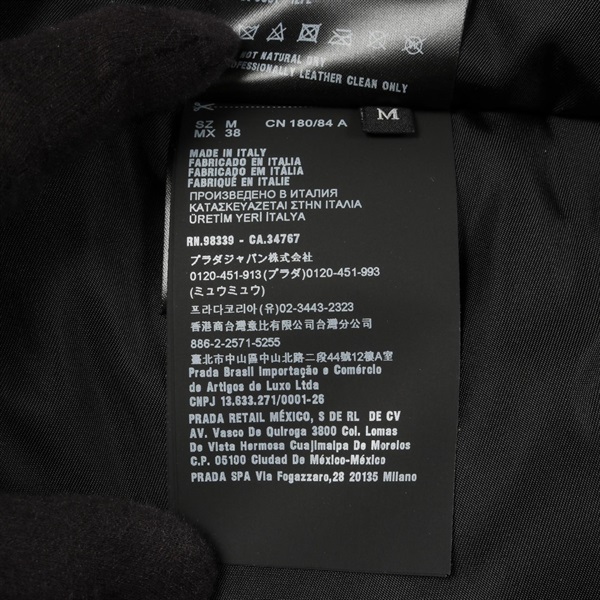 NOT NATURAL DRY
PROFESSIONALLY LEATHER CLEAN ONLY
SZ M CN 180/84 A
MX 38
M
MADE IN ITALY
FABRICADO EN ITALIA
FABRICADO EM ITÁLIA
FABRIQUÉ EN ITALIE
ПРОИЗВЕДЕНО В ИТАЛИЯ
ΚΑΤΑΣΚΕΥΑΖΕΤΑΙ ΣΤΗΝ ΙΤΑΛΙΑ
ÜRETİM YERİ İTALYA
RN.98339 - CA.34767
プラダジャパン株式会社
0120-451-913(プラダ)0120-451-993
(ミュウミュウ)
프라다코리아(유)02-3443-2323
香港商台灣意比有限公司台灣分公司
886-2-2571-5255
臺北市中山區中山北路二段44號12樓A室
Prada Brasil Importação e Comércio
de Artigos de Luxo Ltda
CNPJ 13.633.271/0001-26
PRADA RETAIL MÉXICO, S DE RL DE CV
AV. Vasco De Quiroga 3800 Col. Lomas
De Vista Hermosa Cuajimalpa De Morelos
C.P. 05100 Ciudad De México-México
PRADA SPA Via Fogazzaro,28 20135 Milano